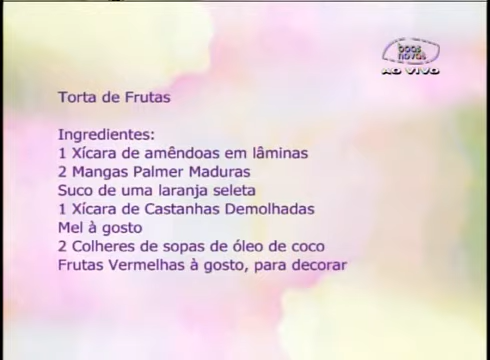 boas
novas
AO VIVO
Torta de Frutas
Ingredientes:
1 Xícara de amêndoas em lâminas
2 Mangas Palmer Maduras
Suco de uma laranja seleta
1 Xícara de Castanhas Demolhadas
Mel à gosto
2 Colheres de sopas de óleo de coco
Frutas Vermelhas à gosto, para decorar